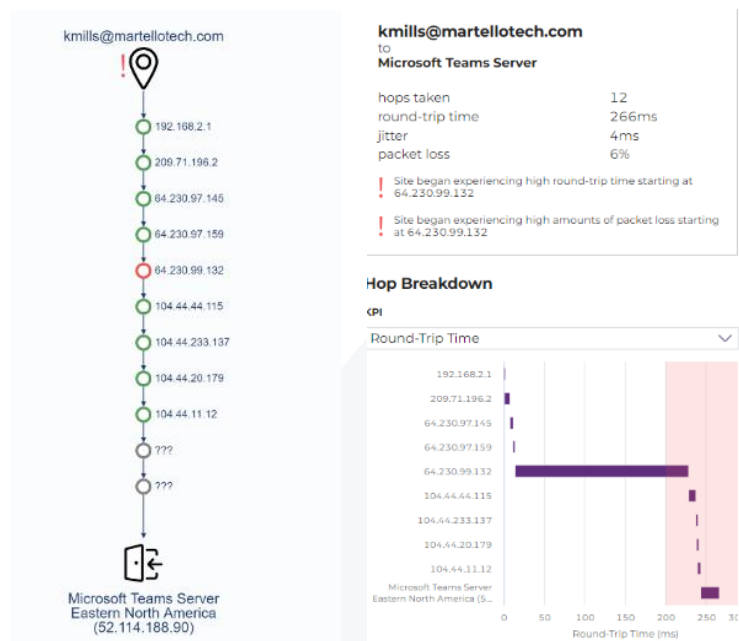 kmills@martellotech.com
!
192.168.2.1
209.71.196.2
64.230.97.145
64.230.97.159
64.230.99.132
104.44.44.115
104.44.233.137
104.44.20.179
104.44.11.12
???
???
Microsoft Teams Server
Eastern North America
(52.114.188.90)
kmills@martellotech.com
to
Microsoft Teams Server
hops taken 12
round-trip time 266ms
jitter 4ms
packet loss 6%
! Site began experiencing high round-trip time starting at
64.230.99.132
! Site began experiencing high amounts of packet loss starting
at 64.230.99.132
Hop Breakdown
KPI
Round-Trip Time
192.168.2.1
209.71.196.2
64.230.97.145
64.230.97.159
64.230.99.132
104.44.44.115
104.44.233.137
104.44.20.179
104.44.11.12
Microsoft Teams Server
Eastern North America (5...
0 50 100 150 200 250 30
Round-Trip Time (ms)